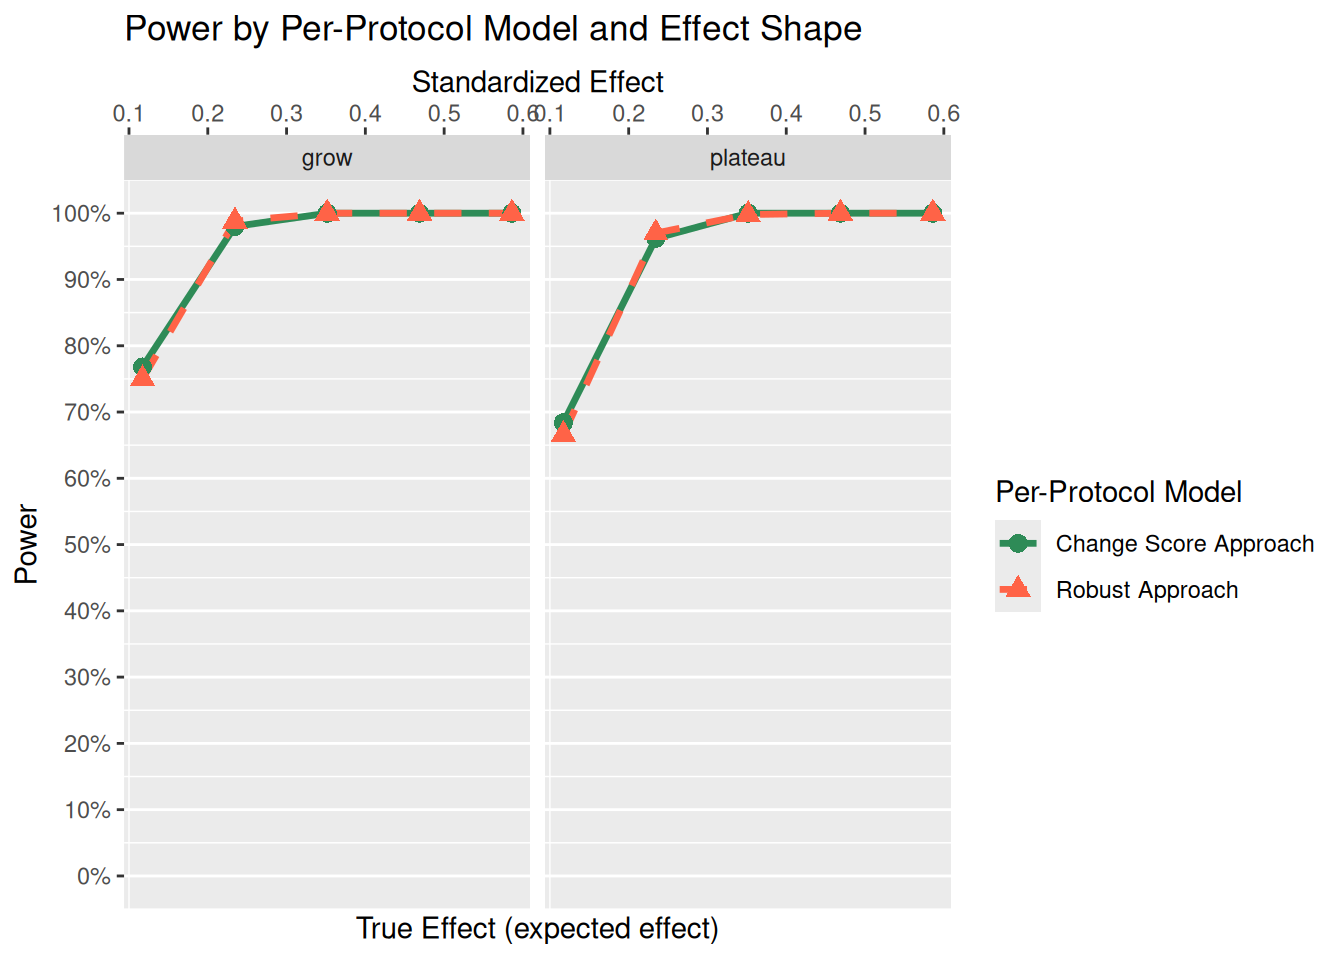 Power by Per-Protocol Model and Effect Shape
Standardized Effect
0.1 0.2 0.3 0.4 0.5 0.6 0.1 0.2 0.3 0.4 0.5 0.6
grow plateau
100%
90%
80%
70%
60%
50%
40%
30%
20%
10%
0%
Power
True Effect (expected effect)
Per-Protocol Model
Change Score Approach
Robust Approach